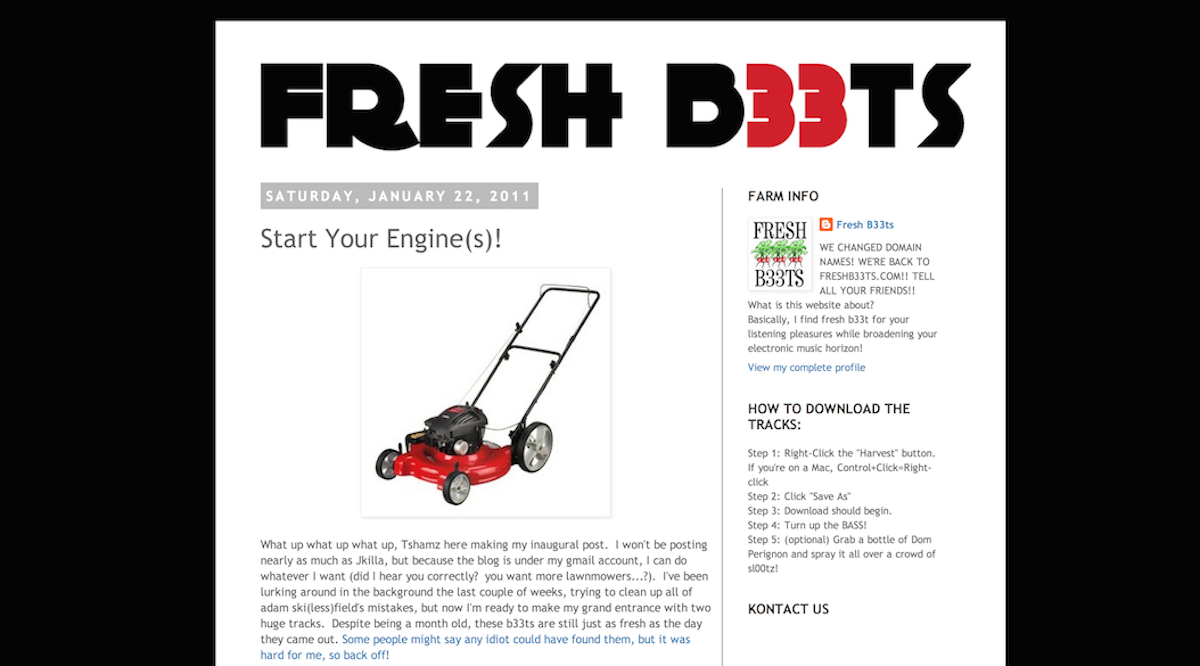 FRESH B33TS
SATURDAY, JANUARY 22, 2011
Start Your Engine(s)!
What up what up what up, Tshamz here making my inaugural post.  I won't be posting
nearly as much as Jkilla, but because the blog is under my gmail account, I can do
whatever I want (did I hear you correctly?  you want more lawnmowers...?).  I've been
lurking around in the background the last couple of weeks, trying to clean up all of
adam ski(less)field's mistakes, but now I'm ready to make my grand entrance with two
huge tracks.  Despite being a month old, these b33ts are still just as fresh as the day
they came out. Some people might say any idiot could have found them, but it was
hard for me, so back off!
FARM INFO
FRESH
B33TS
Fresh B33ts
WE CHANGED DOMAIN
NAMES! WE'RE BACK TO
FRESHB33TS.COM!! TELL
ALL YOUR FRIENDS!!
What is this website about?
Basically, I find fresh b33t for your
listening pleasures while broadening your
electronic music horizon!
View my complete profile
HOW TO DOWNLOAD THE
TRACKS:
Step 1: Right-Click the "Harvest" button.
If you're on a Mac, Control+Click=Right-
click
Step 2: Click "Save As"
Step 3: Download should begin.
Step 4: Turn up the BASS!
Step 5: (optional) Grab a bottle of Dom
Perignon and spray it all over a crowd of
sl00tz!
KONTACT US